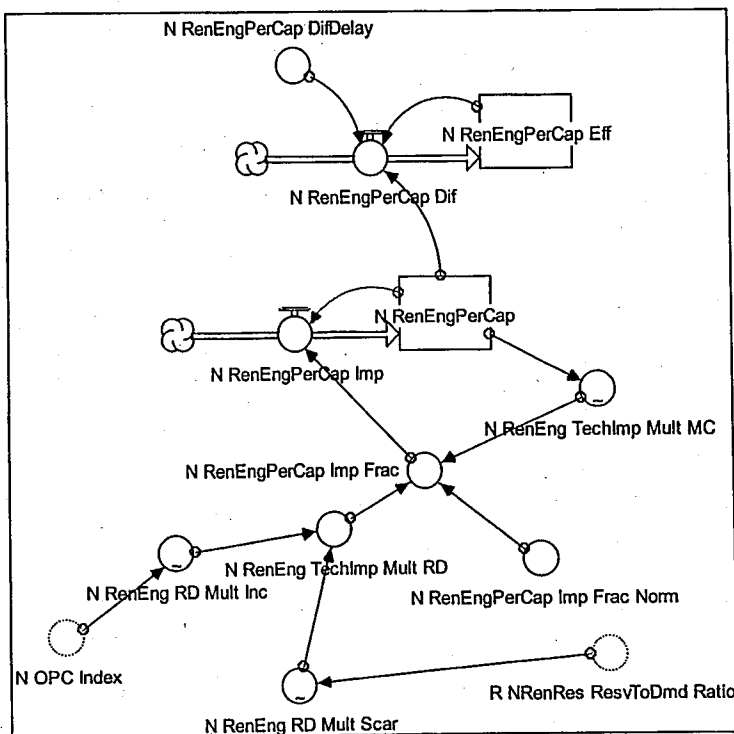 N RenEngPerCap DifDelay
N RenEngPerCap Eff
N RenEngPerCap Dif
N RenEngPerCap
N RenEngPerCap Imp
N RenEng TechImp Mult MC
N RenEngPerCap Imp Frac
N RenEng TechImp Mult RD
N RenEng RD Mult Inc
N RenEngPerCap Imp Frac Norm
N OPC Index
R NRenRes ResvToDmd Ratio
N RenEng RD Mult Scar